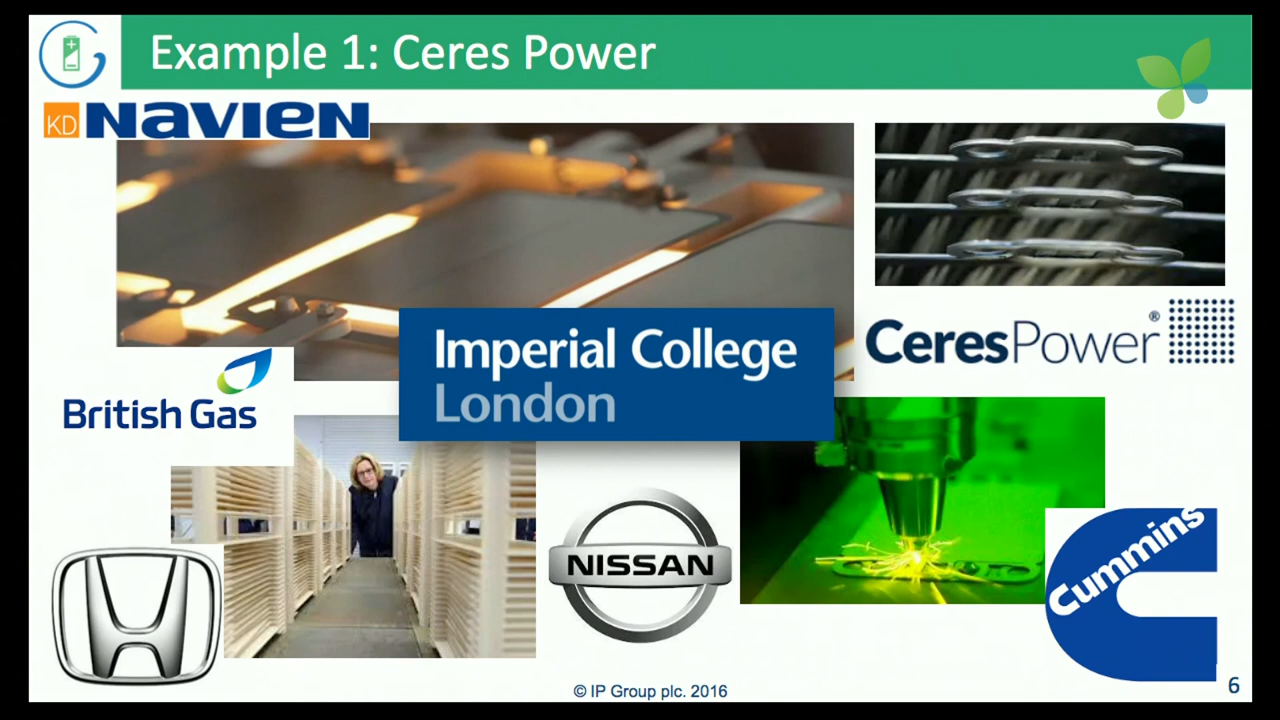 Example 1: Ceres Power
KD NAVIEN
Imperial College
London
CeresPower®
British Gas
NISSAN
Cummins
© IP Group plc. 2016
6